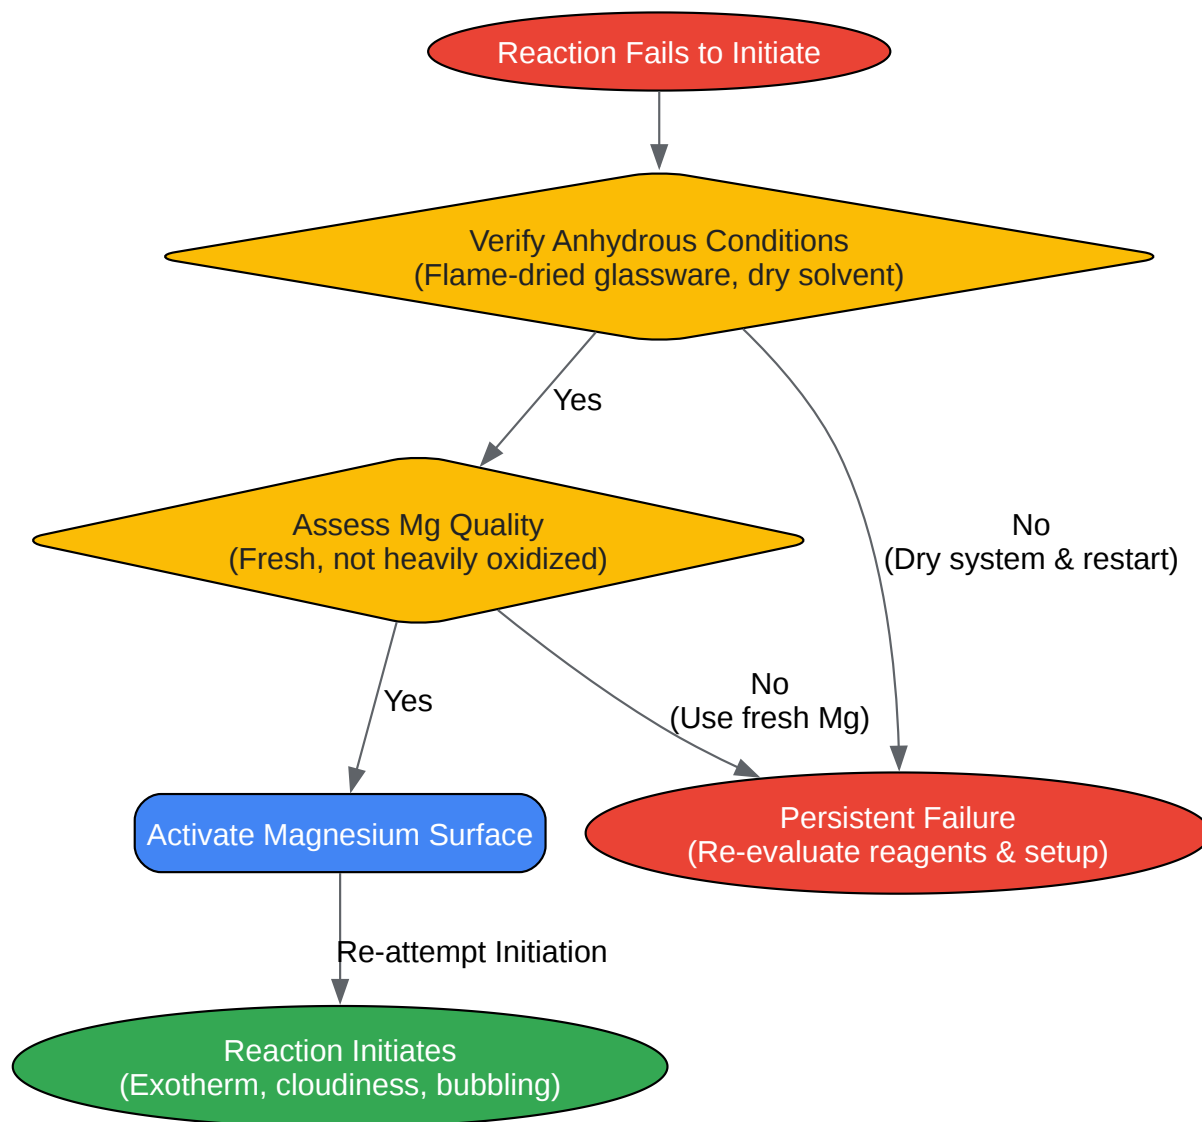 Reaction Fails to Initiate
Verify Anhydrous Conditions
(Flame-dried glassware, dry solvent)
Yes
No
(Dry system & restart)
Assess Mg Quality
(Fresh, not heavily oxidized)
Yes
No
(Use fresh Mg)
Activate Magnesium Surface
Persistent Failure
(Re-evaluate reagents & setup)
Re-attempt Initiation
Reaction Initiates
(Exotherm, cloudiness, bubbling)